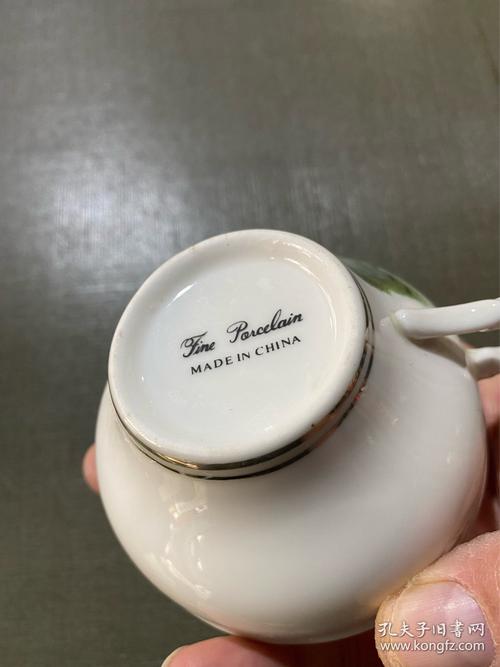 Fine Porcelain
MADE IN CHINA
孔夫子旧书网
www.kongfz.com